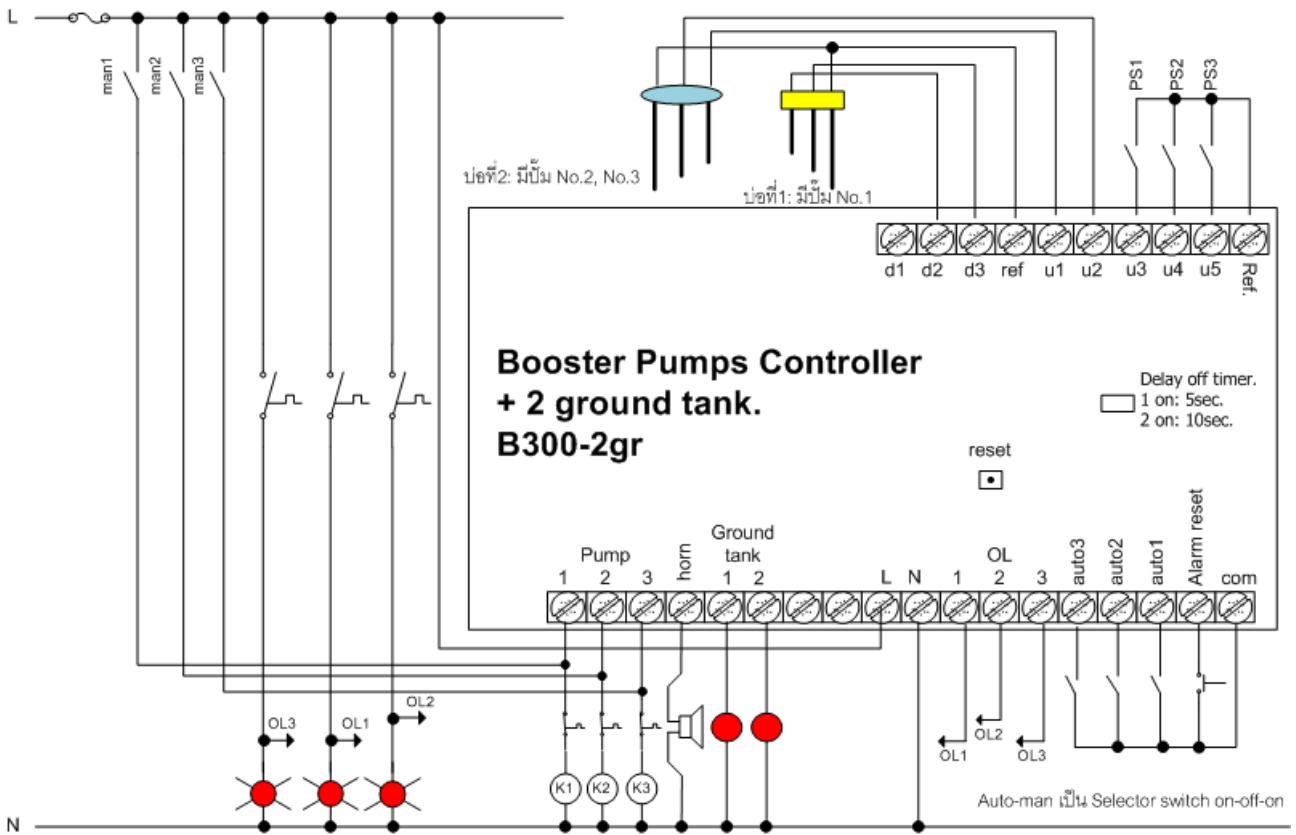 L
man1
man2
man3
PS1
PS2
PS3
บ่อที่2: มีปั๊ม No.2, No.3
บ่อที่1: มีปั๊ม No.1
d1 d2 d3 ref u1 u2 u3 u4 u5 Ref.
Booster Pumps Controller
+ 2 ground tank.
B300-2gr
Delay off timer.
1 on: 5sec.
2 on: 10sec.
reset
Pump
1 2 3
horn
Ground
tank
1 2
L N
OL
1 2 3
auto3
auto2
auto1
Alarm reset
com
OL3
OL1
OL2
OL1
OL2
OL3
K1
K2
K3
Auto-man เป็น Selector switch on-off-on
N